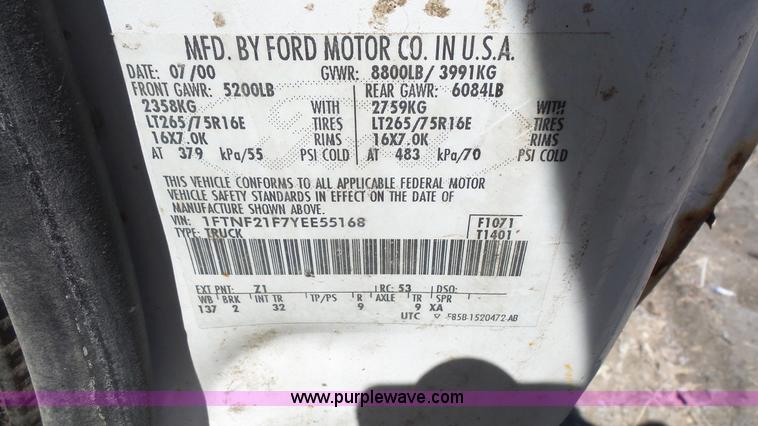 MFD. BY FORD MOTOR CO. IN U.S.A.
DATE: 07/00 GVWR: 8800LB/ 3991KG
FRONT GAWR: 5200LB REAR GAWR: 6084LB
2358KG WITH 2759KG WITH
LT265/75R16E TIRES LT265/75R16E TIRES
16X7.0K RIMS 16X7.0K RIMS
AT 379 kPa/55 PSI COLD AT 483 kPa/70 PSI COLD
THIS VEHICLE CONFORMS TO ALL APPLICABLE FEDERAL MOTOR
VEHICLE SAFETY STANDARDS IN EFFECT ON THE DATE OF
MANUFACTURE SHOWN ABOVE.
VIN: 1FTNF21F7YEE55168 F1071
TYPE: TRUCK T1401
EXT PNT: Z1 RC: 53 DSO:
WB BRK INT TR TP/PS R AXLE TR SPR
137 2 32 9 9 XA
UTC ▽ F85B-1520472-AB
www.purplewave.com